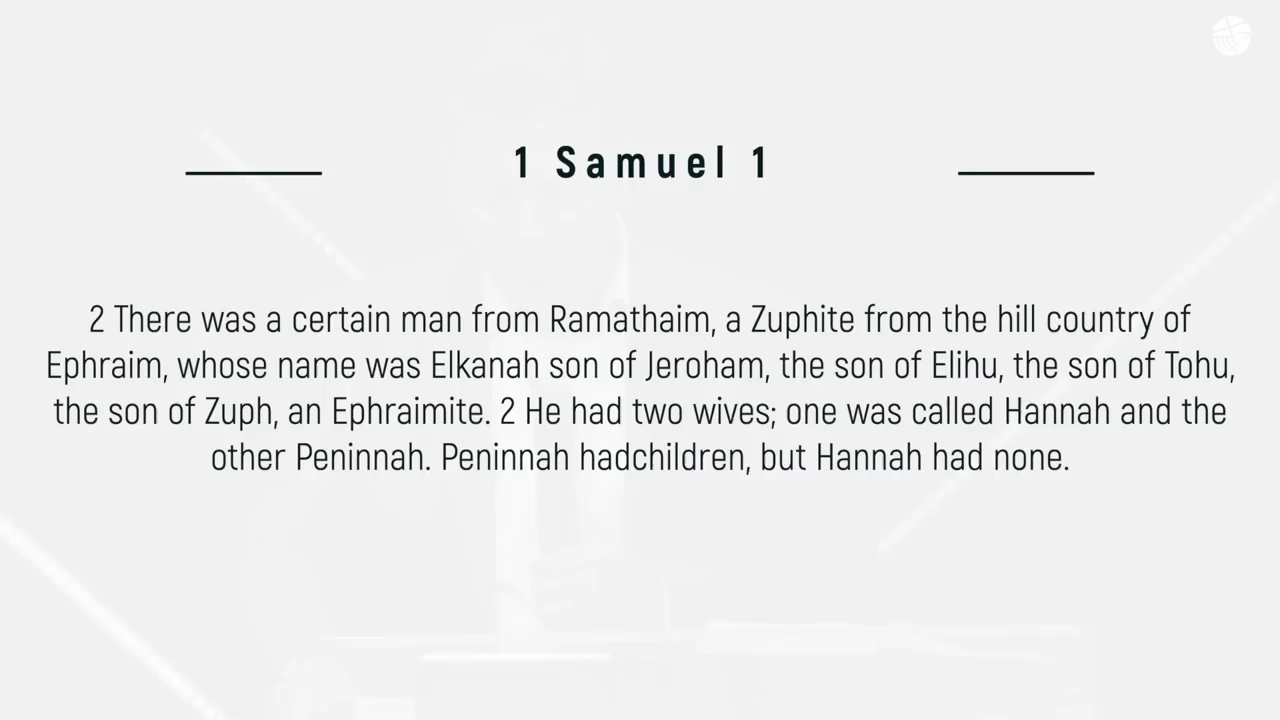 1 Samuel 1
2 There was a certain man from Ramathaim, a Zuphite from the hill country of
Ephraim, whose name was Elkanah son of Jeroham, the son of Elihu, the son of Tohu,
the son of Zuph, an Ephraimite. 2 He had two wives; one was called Hannah and the
other Peninnah. Peninnah hadchildren, but Hannah had none.